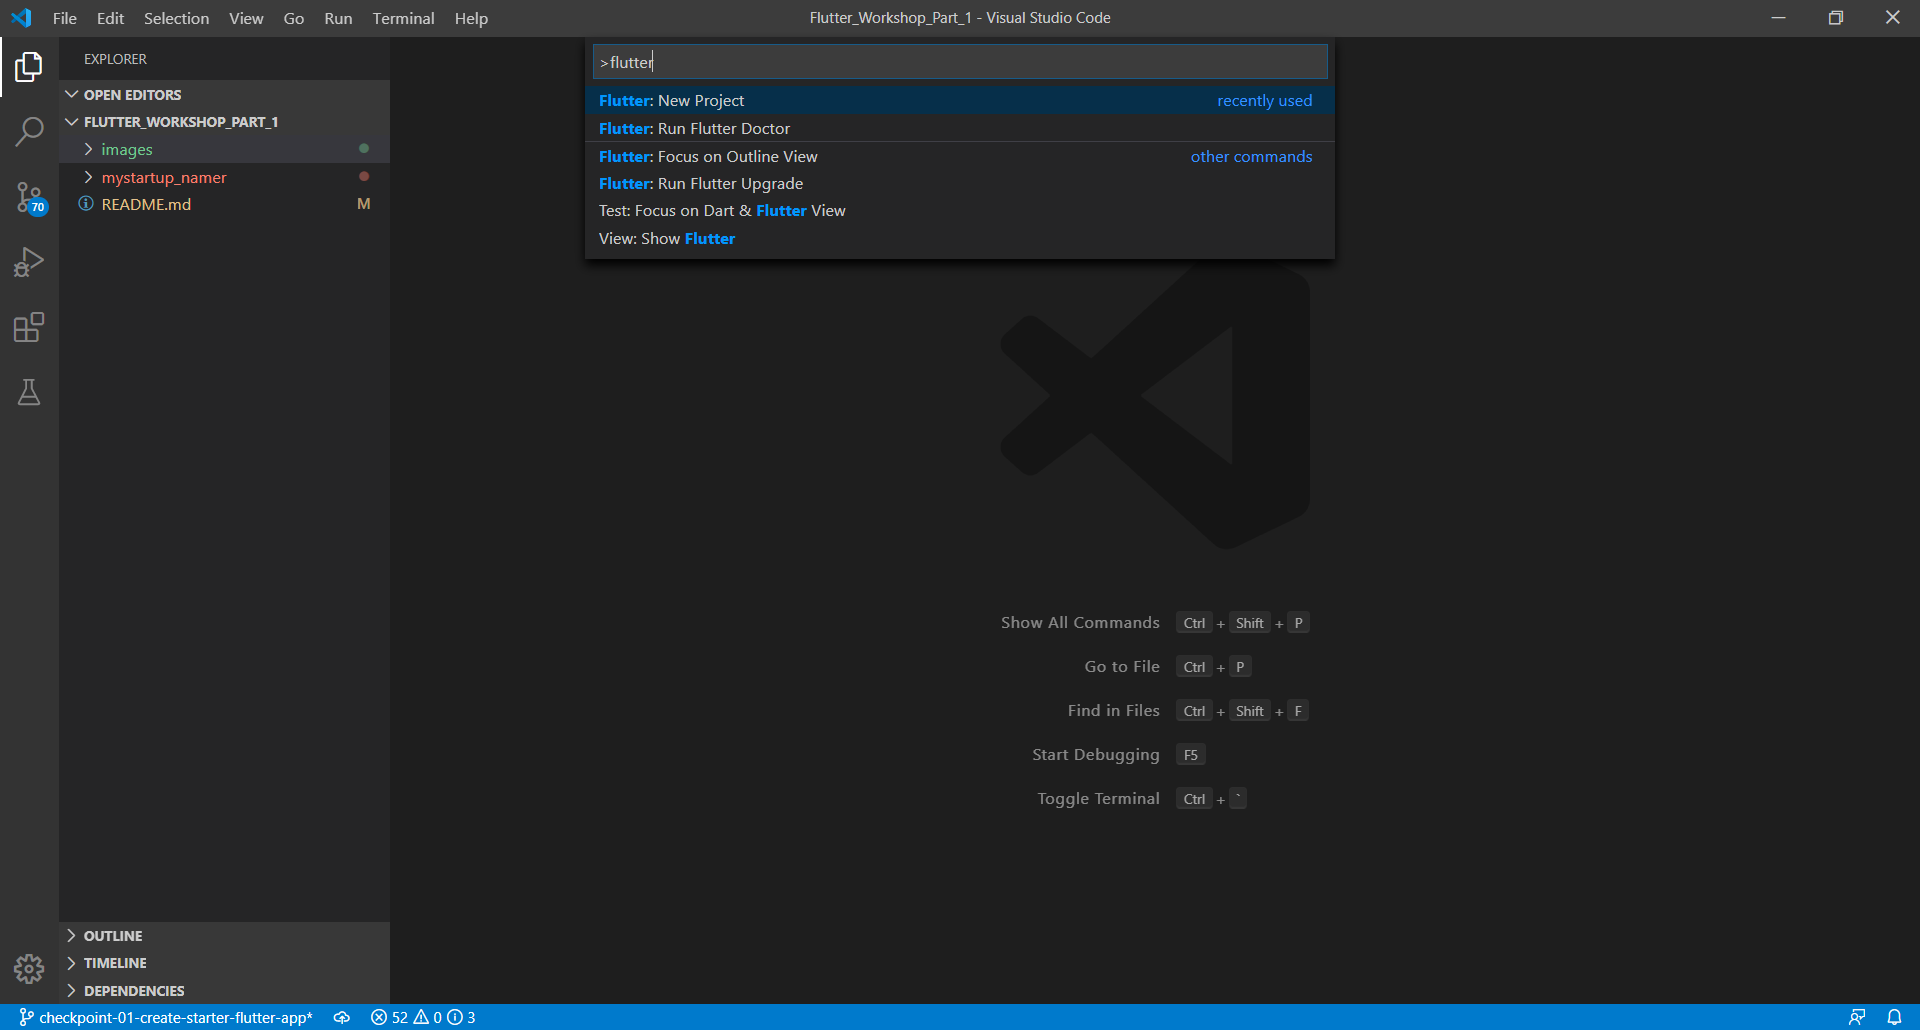 File Edit Selection View Go Run Terminal Help
Flutter_Workshop_Part_1 - Visual Studio Code
EXPLORER
OPEN EDITORS
FLUTTER_WORKSHOP_PART_1
images
mystartup_namer
README.md M
70
>flutter
Flutter: New Project recently used
Flutter: Run Flutter Doctor
Flutter: Focus on Outline View other commands
Flutter: Run Flutter Upgrade
Test: Focus on Dart & Flutter View
View: Show Flutter
Show All Commands Ctrl + Shift + P
Go to File Ctrl + P
Find in Files Ctrl + Shift + F
Start Debugging F5
Toggle Terminal Ctrl + `
OUTLINE
TIMELINE
DEPENDENCIES
checkpoint-01-create-starter-flutter-app* 52 0 3